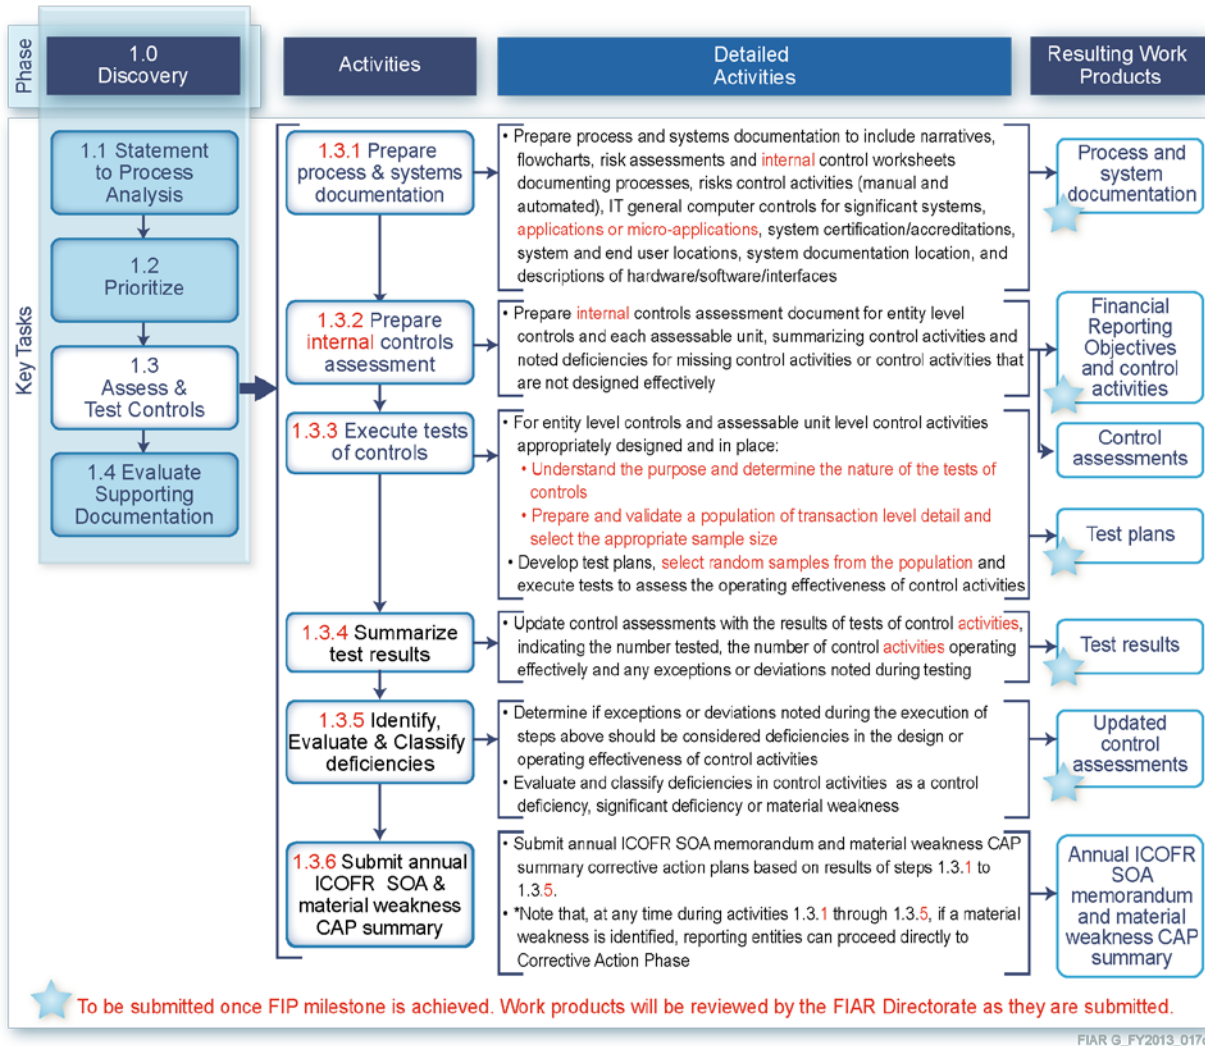 Phase
1.0
Discovery
Activities
Detailed
Activities
Resulting Work
Products
Key Tasks
1.1 Statement
to Process
Analysis
1.2
Prioritize
1.3
Assess &
Test Controls
1.4 Evaluate
Supporting
Documentation
1.3.1 Prepare
process & systems
documentation
• Prepare process and systems documentation to include narratives,
flowcharts, risk assessments and internal control worksheets
documenting processes, risks control activities (manual and
automated), IT general computer controls for significant systems,
applications or micro-applications, system certification/accreditations,
system and end user locations, system documentation location, and
descriptions of hardware/software/interfaces
Process and
system
documentation
1.3.2 Prepare
internal controls
assessment
• Prepare internal controls assessment document for entity level
controls and each assessable unit, summarizing control activities and
noted deficiencies for missing control activities or control activities that
are not designed effectively
Financial
Reporting
Objectives
and control
activities
Control
assessments
1.3.3 Execute tests
of controls
• For entity level controls and assessable unit level control activities
appropriately designed and in place:
• Understand the purpose and determine the nature of the tests of
controls
• Prepare and validate a population of transaction level detail and
select the appropriate sample size
• Develop test plans, select random samples from the population and
execute tests to assess the operating effectiveness of control activities
Test plans
1.3.4 Summarize
test results
• Update control assessments with the results of tests of control activities,
indicating the number tested, the number of control activities operating
effectively and any exceptions or deviations noted during testing
Test results
1.3.5 Identify,
Evaluate & Classify
deficiencies
• Determine if exceptions or deviations noted during the execution of
steps above should be considered deficiencies in the design or
operating effectiveness of control activities
• Evaluate and classify deficiencies in control activities as a control
deficiency, significant deficiency or material weakness
Updated
control
assessments
1.3.6 Submit annual
ICOFR SOA &
material weakness
CAP summary
• Submit annual ICOFR SOA memorandum and material weakness CAP
summary corrective action plans based on results of steps 1.3.1 to
1.3.5.
• *Note that, at any time during activities 1.3.1 through 1.3.5, if a material
weakness is identified, reporting entities can proceed directly to
Corrective Action Phase
Annual ICOFR
SOA
memorandum
and material
weakness CAP
summary
To be submitted once FIP milestone is achieved. Work products will be reviewed by the FIAR Directorate as they are submitted.
FIAR G_FY2013_017